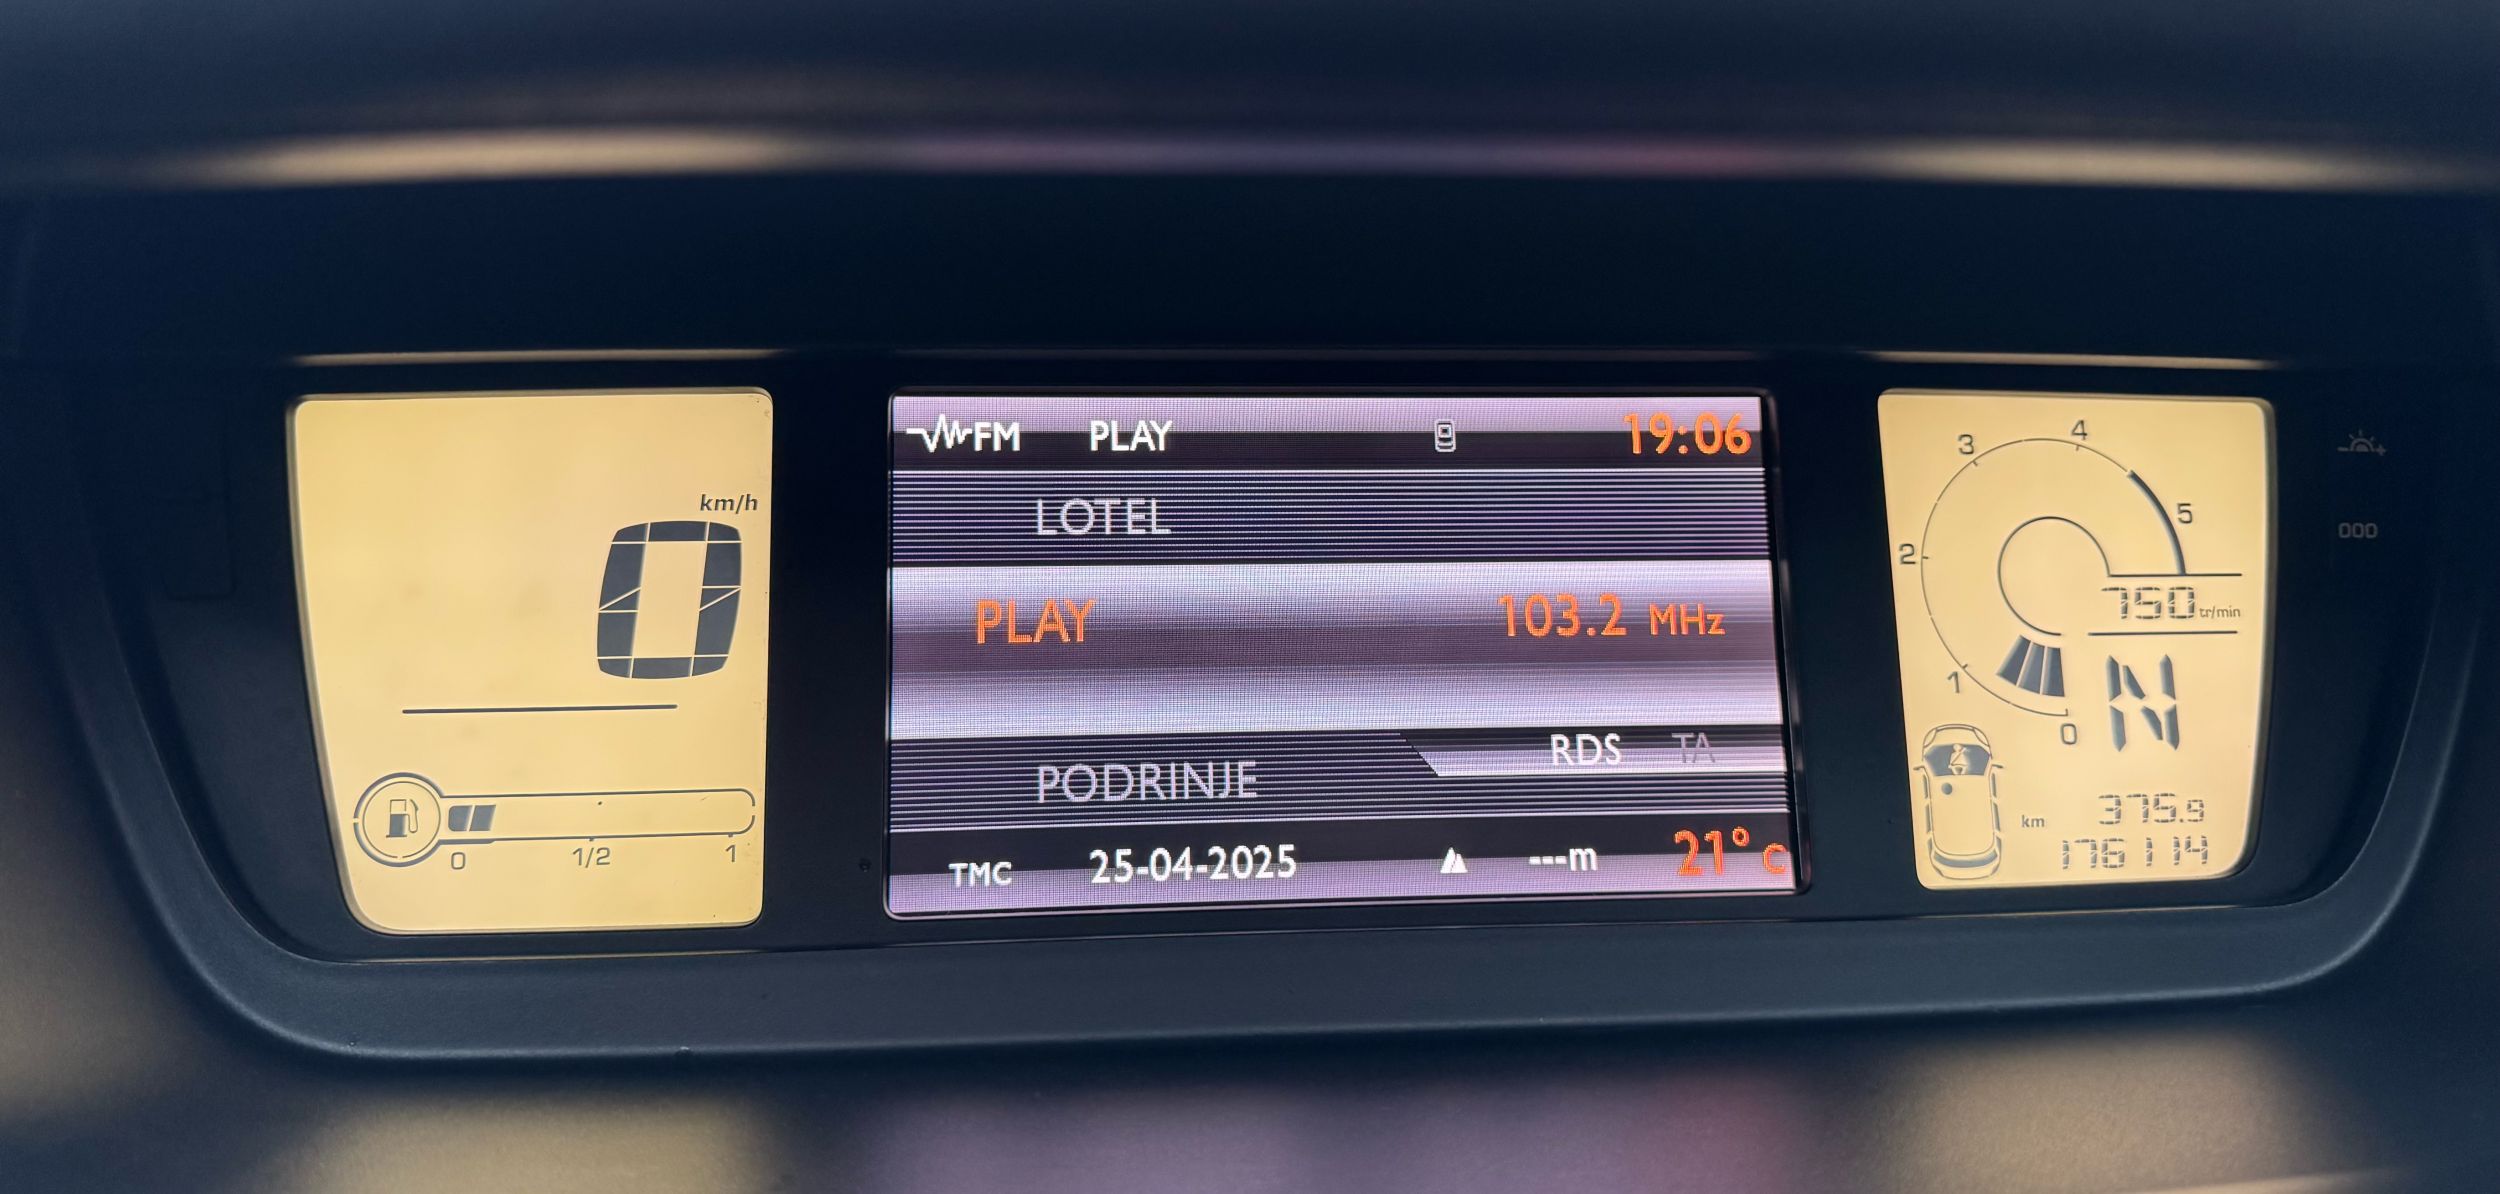 km/h
0
0 1/2 1
FM PLAY 19:06
LOTEL
PLAY 103.2 MHz
RDS TA
PODRINJE
TMC 25-04-2025 ---m 21° C
4
3
5
2
750 tr/min
1
0
N
375.9
km
176114
000